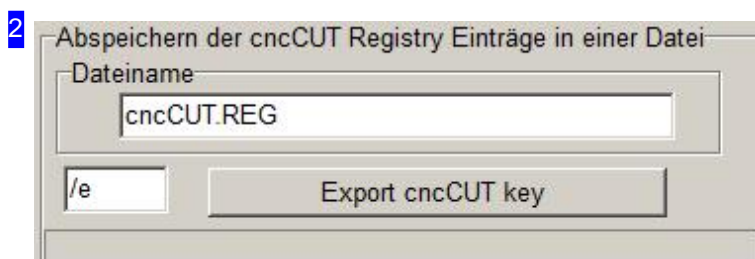 2
Abspeichern der cncCUT Registry Einträge in einer Datei
Dateiname
cncCUT.REG
/e Export cncCUT key